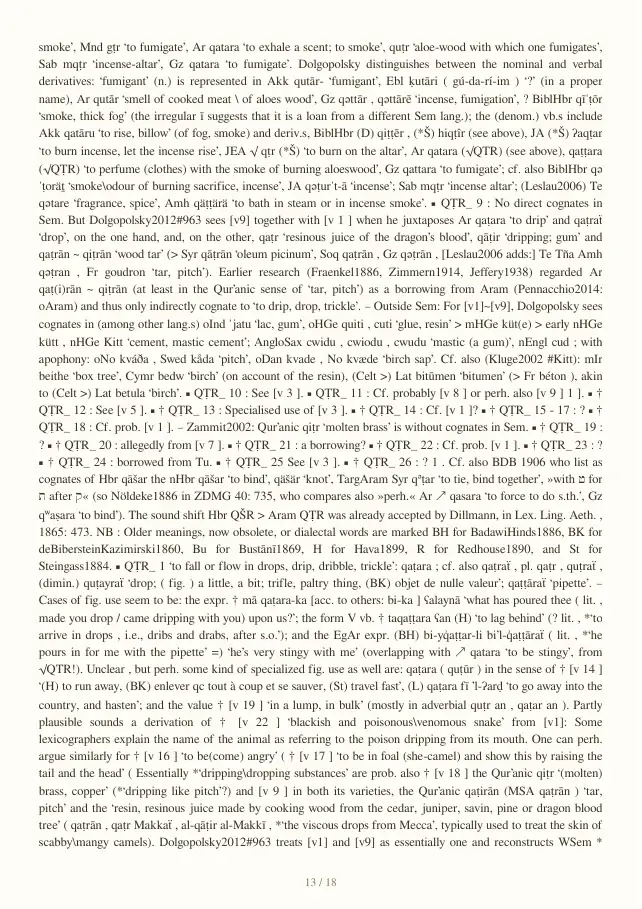 smoke’, Mnd gṭr ‘to fumigate’, Ar qatara ‘to exhale a scent; to smoke’, quṭr ‘aloe-wood with which one fumigates’,
Sab mqṭr ‘incense-altar’, Gz qatara ‘to fumigate’. Dolgopolsky distinguishes between the nominal and verbal
derivatives: ‘fumigant’ (n.) is represented in Akk qutār- ‘fumigant’, Ebl ḳutāri ( gú-da-rí-im ) ‘?’ (in a proper
name), Ar qutār ‘smell of cooked meat \ of aloes wood’, Gz qəttār , qəttārē ‘incense, fumigation’, ? BiblHbr qīˈṭōr
‘smoke, thick fog’ (the irregular ī suggests that it is a loan from a different Sem lang.); the (denom.) vb.s include
Akk qatāru ‘to rise, billow’ (of fog, smoke) and deriv.s, BiblHbr (D) qiṭṭēr , (*Š) hiqṭîr (see above), JA (*Š) ʔaqtar
‘to burn incense, let the incense rise’, JEA √ qṭr (*Š) ‘to burn on the altar’, Ar qatara (√QTR) (see above), qaṭṭara
(√QṬR) ‘to perfume (clothes) with the smoke of burning aloeswood’, Gz qattara ‘to fumigate’; cf. also BiblHbr qə
ˈṭōräṯ ‘smoke\odour of burning sacrifice, incense’, JA qəṭurˈt-ā ‘incense’; Sab mqṭr ‘incense altar’; (Leslau2006) Te
qətare ‘fragrance, spice’, Amh qäṭṭärä ‘to bath in steam or in incense smoke’. ▪ QṬR_ 9 : No direct cognates in
Sem. But Dolgopolsky2012#963 sees [v9] together with [v 1 ] when he juxtaposes Ar qaṭara ‘to drip’ and qaṭraẗ
‘drop’, on the one hand, and, on the other, qaṭr ‘resinous juice of the dragon’s blood’, qāṭir ‘dripping; gum’ and
qaṭrān ~ qiṭrān ‘wood tar’ (> Syr qāṭrān ‘oleum picinum’, Soq qaṭrān , Gz qəṭrān , [Leslau2006 adds:] Te Tña Amh
qəṭran , Fr goudron ‘tar, pitch’). Earlier research (Fraenkel1886, Zimmern1914, Jeffery1938) regarded Ar
qaṭ(i)rān ~ qiṭrān (at least in the Qur’anic sense of ‘tar, pitch’) as a borrowing from Aram (Pennacchio2014:
oAram) and thus only indirectly cognate to ‘to drip, drop, trickle’. – Outside Sem: For [v1]~[v9], Dolgopolsky sees
cognates in (among other lang.s) oInd ˈjatu ‘lac, gum’, oHGe quiti , cuti ‘glue, resin’ > mHGe küt(e) > early nHGe
kütt , nHGe Kitt ‘cement, mastic cement’; AngloSax cwidu , cwiodu , cwudu ‘mastic (a gum)’, nEngl cud ; with
apophony: oNo kváða , Swed kåda ‘pitch’, oDan kvade , No kvæde ‘birch sap’. Cf. also (Kluge2002 #Kitt): mIr
beithe ‘box tree’, Cymr bedw ‘birch’ (on account of the resin), (Celt >) Lat bitūmen ‘bitumen’ (> Fr béton ), akin
to (Celt >) Lat betula ‘birch’. ▪ QṬR_ 10 : See [v 3 ]. ▪ QṬR_ 11 : Cf. probably [v 8 ] or perh. also [v 9 ] 1 ]. ▪ †
QṬR_ 12 : See [v 5 ]. ▪ † QṬR_ 13 : Specialised use of [v 3 ]. ▪ † QṬR_ 14 : Cf. [v 1 ]? ▪ † QṬR_ 15 - 17 : ? ▪ †
QṬR_ 18 : Cf. prob. [v 1 ]. – Zammit2002: Qur’anic qiṭr ‘molten brass’ is without cognates in Sem. ▪ † QṬR_ 19 :
? ▪ † QṬR_ 20 : allegedly from [v 7 ]. ▪ † QṬR_ 21 : a borrowing? ▪ † QṬR_ 22 : Cf. prob. [v 1 ]. ▪ † QṬR_ 23 : ?
▪ † QṬR_ 24 : borrowed from Tu. ▪ † QṬR_ 25 See [v 3 ]. ▪ † QṬR_ 26 : ? 1 . Cf. also BDB 1906 who list as
cognates of Hbr qāšar the nHbr qāšar ‘to bind’, qäšär ‘knot’, TargAram Syr qᵊṭar ‘to tie, bind together’, »with ט for
ת after ק« (so Nöldeke1886 in ZDMG 40: 735, who compares also »perh.« Ar ↗ qasara ‘to force to do s.th.’, Gz
qʷaṣara ‘to bind’). The sound shift Hbr QŠR > Aram QṬR was already accepted by Dillmann, in Lex. Ling. Aeth. ,
1865: 473. NB : Older meanings, now obsolete, or dialectal words are marked BH for BadawiHinds1886, BK for
deBibersteinKazimirski1860, Bu for Bustānī1869, H for Hava1899, R for Redhouse1890, and St for
Steingass1884. ▪ QṬR_ 1 ‘to fall or flow in drops, drip, dribble, trickle’: qaṭara ; cf. also qaṭraẗ , pl. qaṭr , quṭraẗ ,
(dimin.) quṭayraẗ ‘drop; ( fig. ) a little, a bit; trifle, paltry thing, (BK) objet de nulle valeur’; qaṭṭāraẗ ‘pipette’. –
Cases of fig. use seem to be: the expr. † mā qaṭara-ka [acc. to others: bi-ka ] ʕalaynā ‘what has poured thee ( lit. ,
made you drop / came dripping with you) upon us?’; the form V vb. † taqaṭṭara ʕan (H) ‘to lag behind’ (? lit. , *‘to
arrive in drops , i.e., dribs and drabs, after s.o.’); and the EgAr expr. (BH) bi-yq̇aṭṭar-li bi’l-q̇aṭṭāraẗ ( lit. , *‘he
pours in for me with the pipette’ =) ‘he’s very stingy with me’ (overlapping with ↗ qatara ‘to be stingy’, from
√QTR!). Unclear , but perh. some kind of specialized fig. use as well are: qaṭara ( quṭūr ) in the sense of † [v 14 ]
‘(H) to run away, (BK) enlever qc tout à coup et se sauver, (St) travel fast’, (L) qaṭara fī ’l-ʔarḍ ‘to go away into the
country, and hasten’; and the value † [v 19 ] ‘in a lump, in bulk’ (mostly in adverbial quṭr an , qaṭar an ). Partly
plausible sounds a derivation of † [v 22 ] ‘blackish and poisonous\venomous snake’ from [v1]: Some
lexicographers explain the name of the animal as referring to the poison dripping from its mouth. One can perh.
argue similarly for † [v 16 ] ‘to be(come) angry’ ( † [v 17 ] ‘to be in foal (she-camel) and show this by raising the
tail and the head’ ( Essentially *‘dripping\dropping substances’ are prob. also † [v 18 ] the Qur’anic qiṭr ‘(molten)
brass, copper’ (*‘dripping like pitch’?) and [v 9 ] in both its varieties, the Qur’anic qaṭirān (MSA qaṭrān ) ‘tar,
pitch’ and the ‘resin, resinous juice made by cooking wood from the cedar, juniper, savin, pine or dragon blood
tree’ ( qaṭrān , qaṭr Makkaẗ , al-qāṭir al-Makkī , *‘the viscous drops from Mecca’, typically used to treat the skin of
scabby\mangy camels). Dolgopolsky2012#963 treats [v1] and [v9] as essentially one and reconstructs WSem *
13 / 18